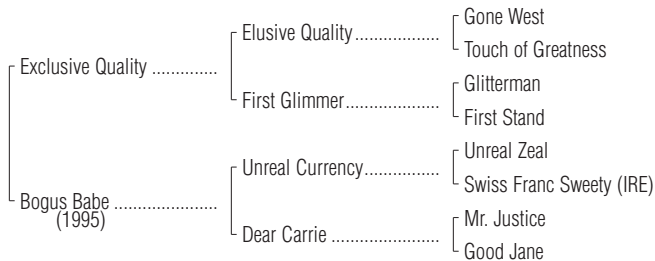 Gone West
Elusive Quality ..................
Touch of Greatness
Exclusive Quality .............
Glitterman
First Glimmer....................
First Stand
Unreal Zeal
Unreal Currency................
Swiss Franc Sweety (IRE)
Bogus Babe ....................
(1995)
Mr. Justice
Dear Carrie .....................
Good Jane